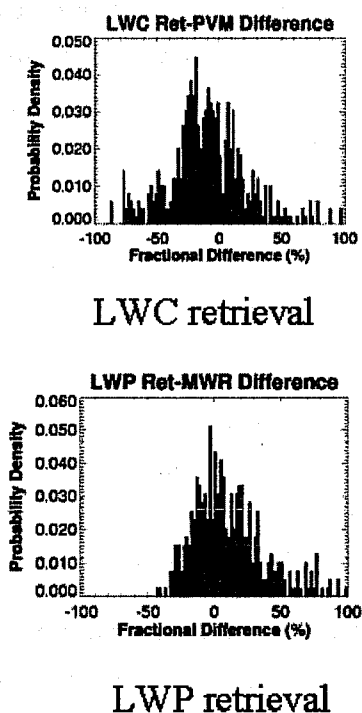 LWC Ret-PVM Difference
0.050
0.040
0.030
0.020
0.010
0.000
Probability Density
-100 -50 0 50 100
Fractional Difference (%)
LWC retrieval
LWP Ret-MWR Difference
0.060
0.050
0.040
0.030
0.020
0.010
0.000
Probability Density
-100 -50 0 50 100
Fractional Difference (%)
LWP retrieval